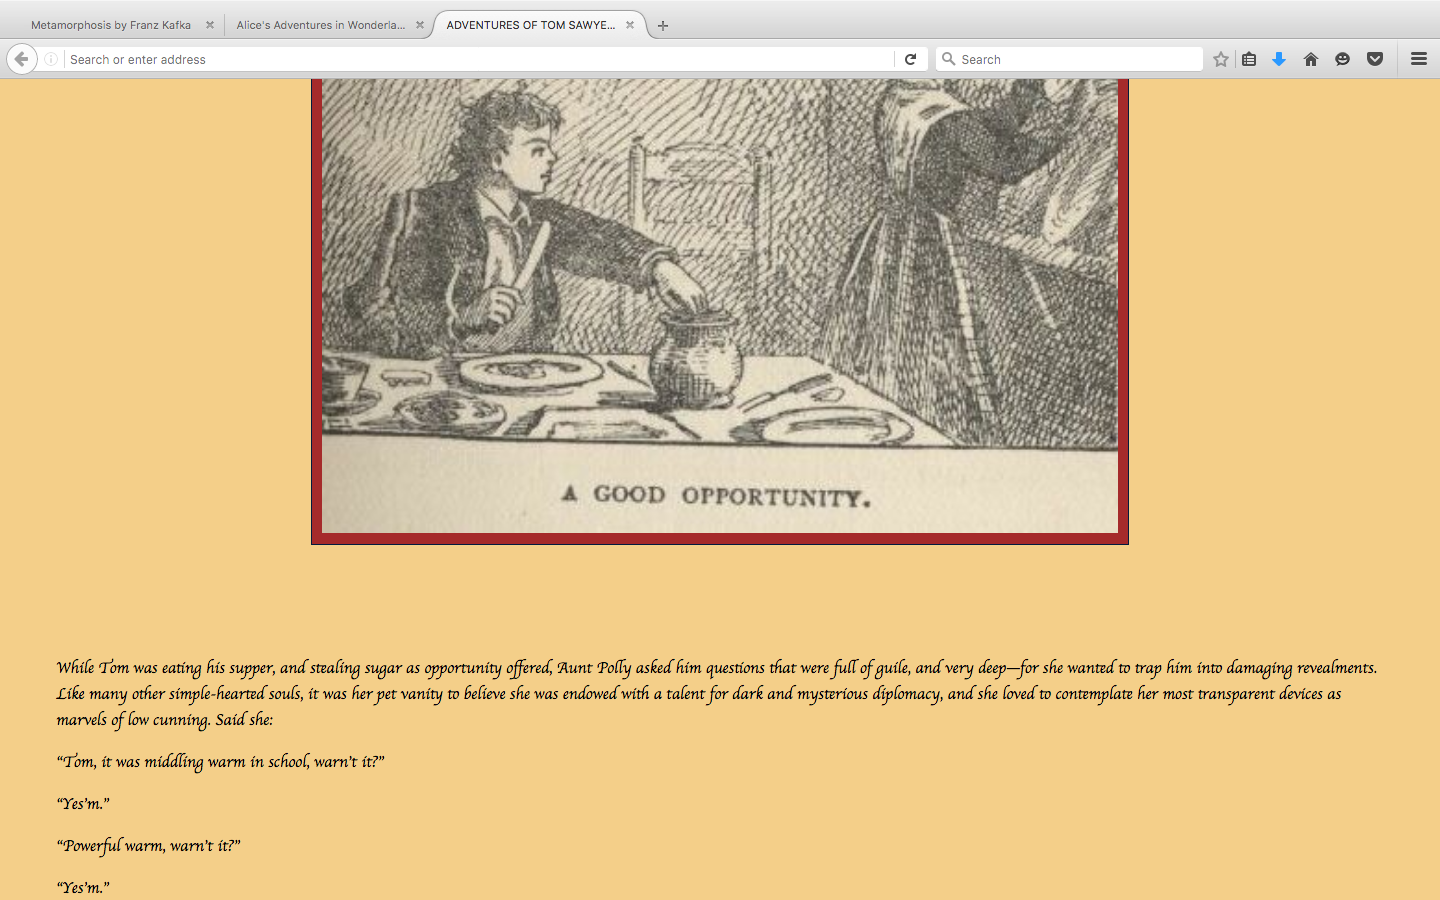 Metamorphosis by Franz Kafka
Alice's Adventures in Wonderla...
ADVENTURES OF TOM SAWYE...
Search or enter address
Search
A GOOD OPPORTUNITY.
While Tom was eating his supper, and stealing sugar as opportunity offered, Aunt Polly asked him questions that were full of guile, and very deep—for she wanted to trap him into damaging revealments.
Like many other simple-hearted souls, it was her pet vanity to believe she was endowed with a talent for dark and mysterious diplomacy, and she loved to contemplate her most transparent devices as
marvels of low cunning. Said she:
“Tom, it was middling warm in school, warn't it?”
“Yes'm.”
“Powerful warm, warn't it?”
“Yes'm.”